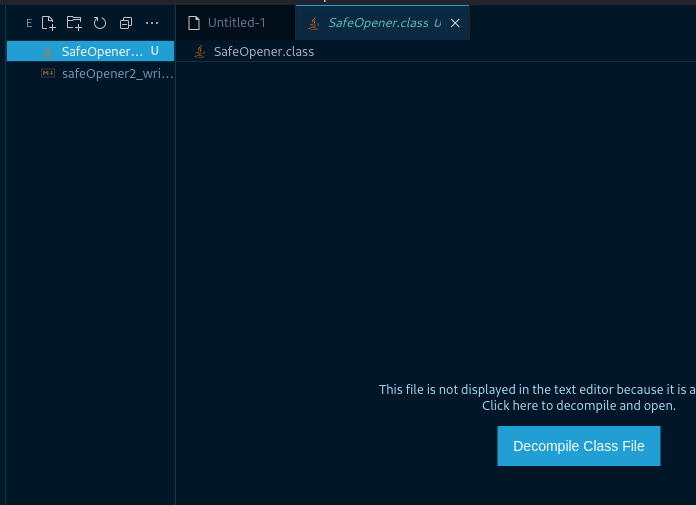 E
Untitled-1
SafeOpener.class U
SafeOpener... U
SafeOpener.class
safeOpener2_wri...
This file is not displayed in the text editor because it is a
Click here to decompile and open.
Decompile Class File